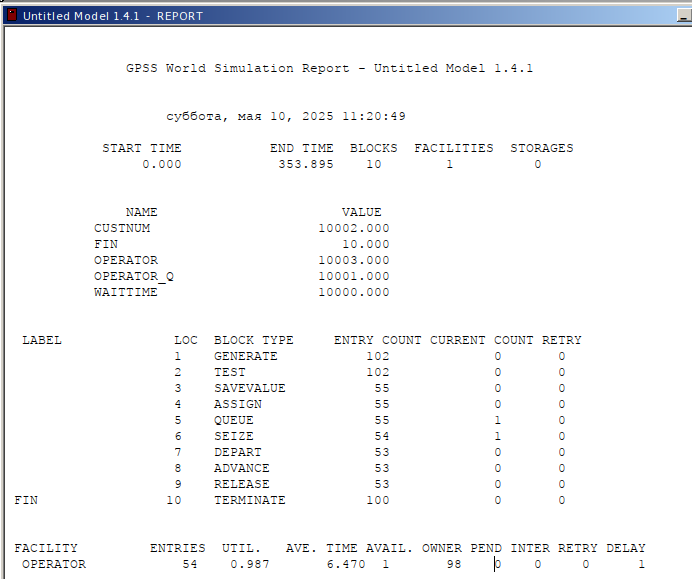 Untitled Model 1.4.1 - REPORT
GPSS World Simulation Report - Untitled Model 1.4.1
суббота, мая 10, 2025 11:20:49
START TIME END TIME BLOCKS FACILITIES STORAGES
0.000 353.895 10 1 0
NAME VALUE
CUSTNUM 10002.000
FIN 10.000
OPERATOR 10003.000
OPERATOR_Q 10001.000
WAITTIME 10000.000
LABEL LOC BLOCK TYPE ENTRY COUNT CURRENT COUNT RETRY
1 GENERATE 102 0 0
2 TEST 102 0 0
3 SAVEVALUE 55 0 0
4 ASSIGN 55 0 0
5 QUEUE 55 1 0
6 SEIZE 54 1 0
7 DEPART 53 0 0
8 ADVANCE 53 0 0
9 RELEASE 53 0 0
FIN 10 TERMINATE 100 0 0
FACILITY ENTRIES UTIL. AVE. TIME AVAIL. OWNER PEND INTER RETRY DELAY
OPERATOR 54 0.987 6.470 1 98 0 0 0 1